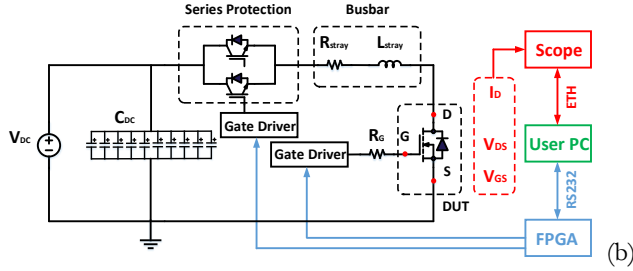 Series Protection
Busbar
Rstray
Lstray
Scope
ID
ETH
CDC
VDC
Gate Driver
RG
G
D
Gate Driver
VDS
User PC
S
VGS
RS232
DUT
FPGA
(b)
+ + + + + + + + +